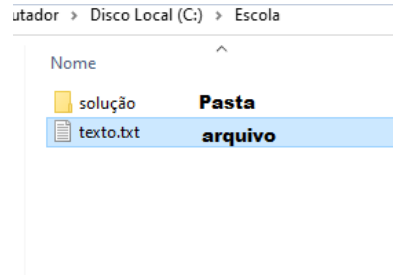 utador > Disco Local (C:) > Escola
Nome
solução Pasta
texto.txt arquivo